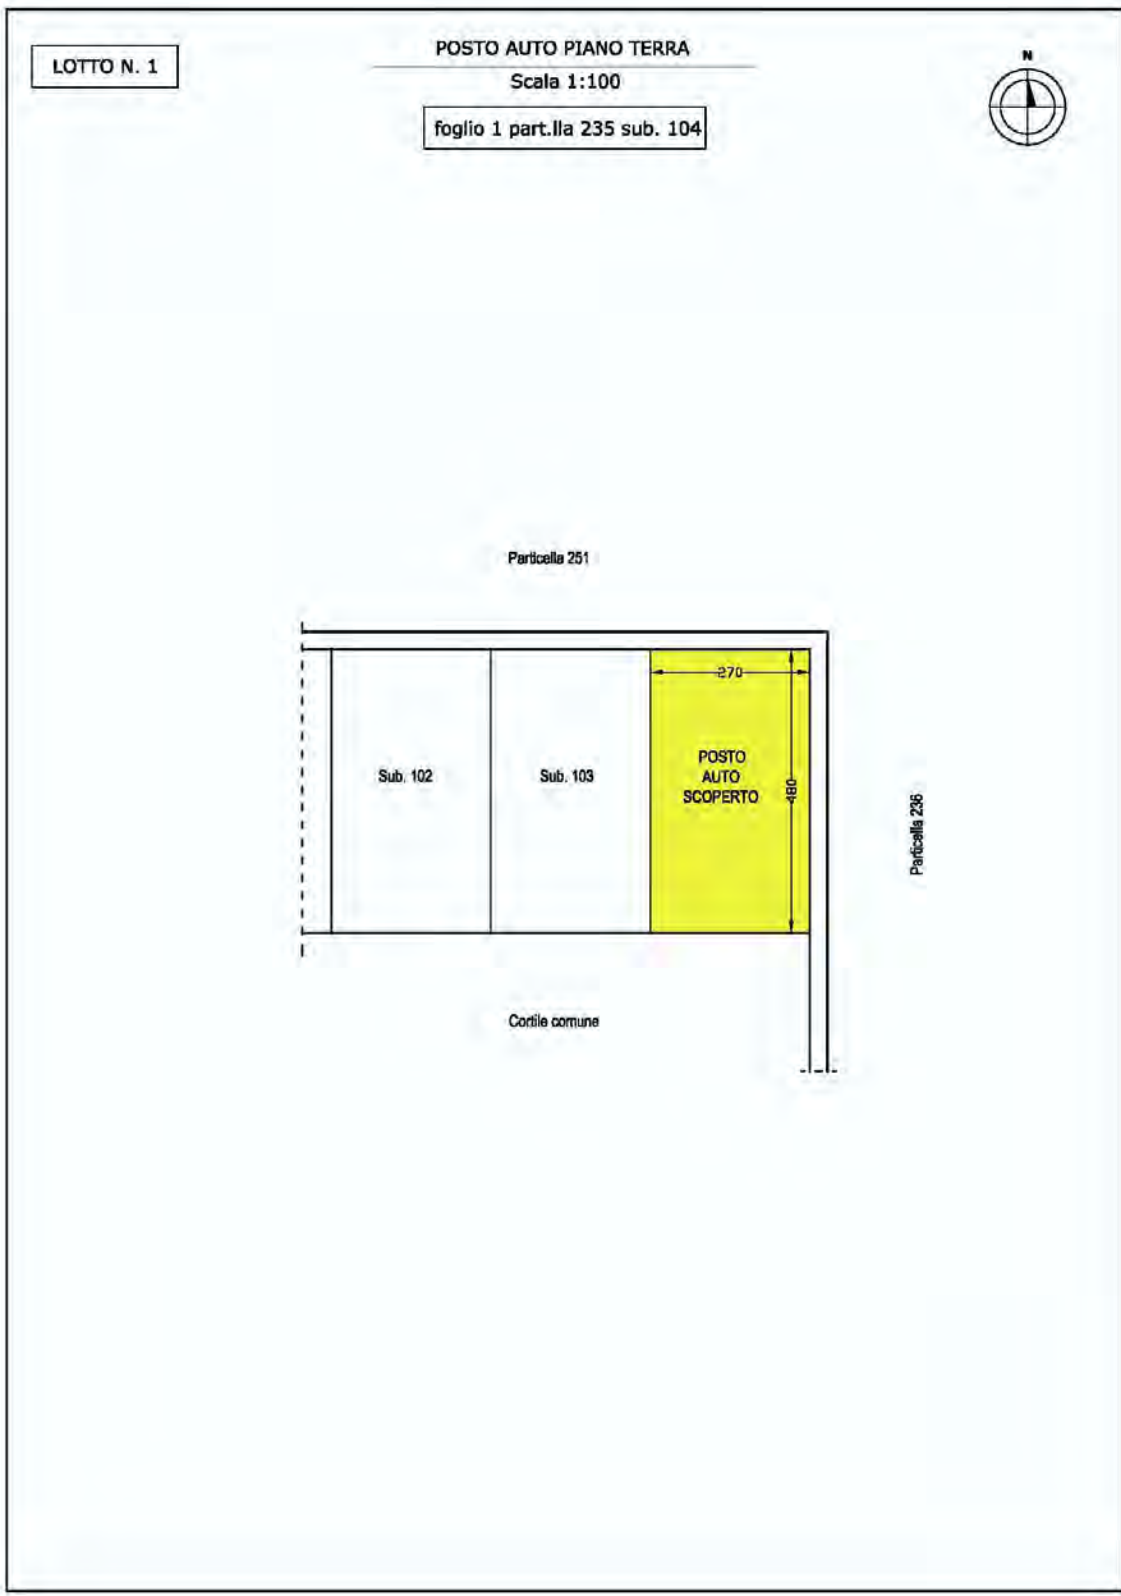 LOTTO N. 1
POSTO AUTO PIANO TERRA
Scala 1:100
foglio 1 part.lla 235 sub. 104
N
Particella 251
270
Sub. 102
Sub. 103
POSTO
AUTO
SCOPERTO
480
Particella 236
Cortile comune